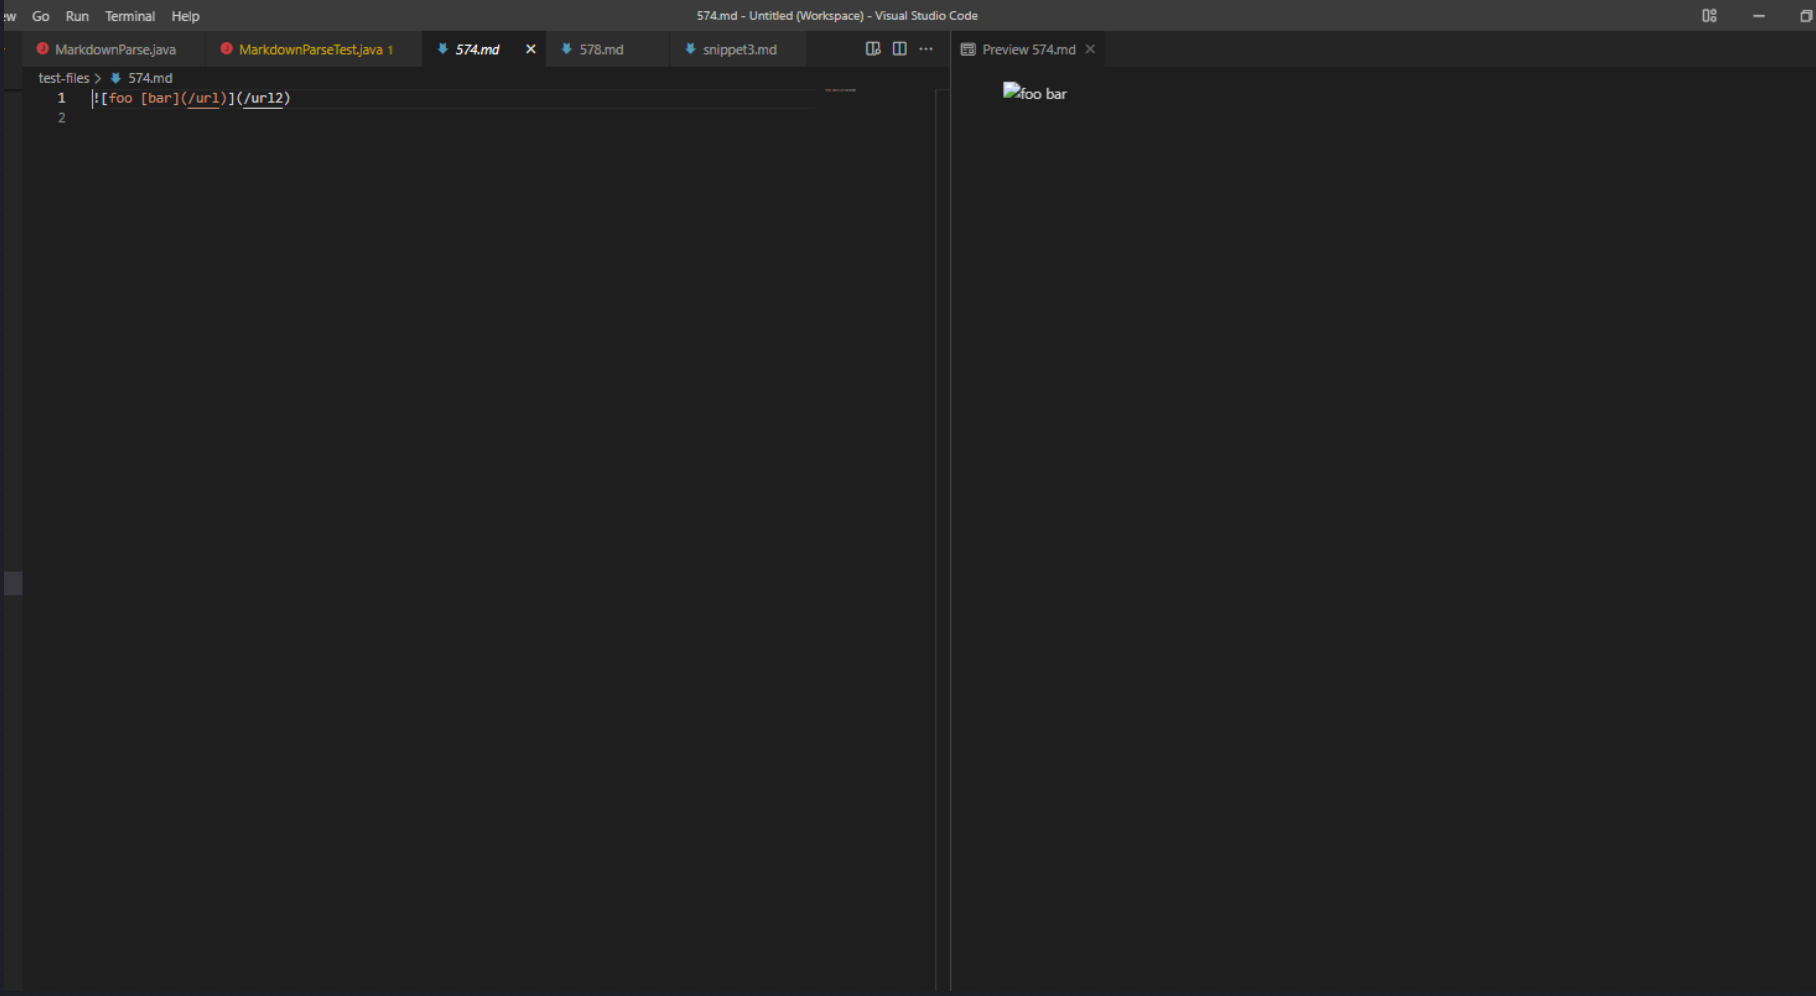 ew Go Run Terminal Help
574.md - Untitled (Workspace) - Visual Studio Code
MarkdownParse.java
MarkdownParseTest.java 1
574.md
578.md
snippet3.md
Preview 574.md
test-files > 574.md
1 ![foo [bar](/url)](/url2)
2
foo bar